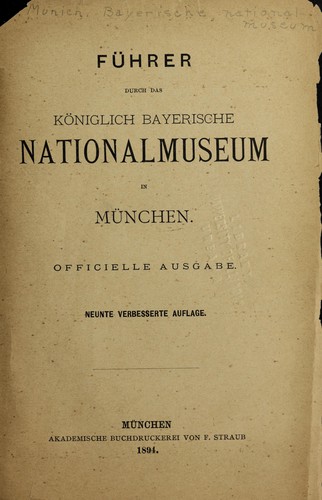 Munich. Bayerische, national-
museum
FÜHRER
DURCH DAS
KÖNIGLICH BAYERISCHE
NATIONALMUSEUM
IN
MÜNCHEN.
OFFICIELLE AUSGABE.
NEUNTE VERBESSERTE AUFLAGE.
MÜNCHEN
AKADEMISCHE BUCHDRUCKEREI VON F. STRAUB
1894.